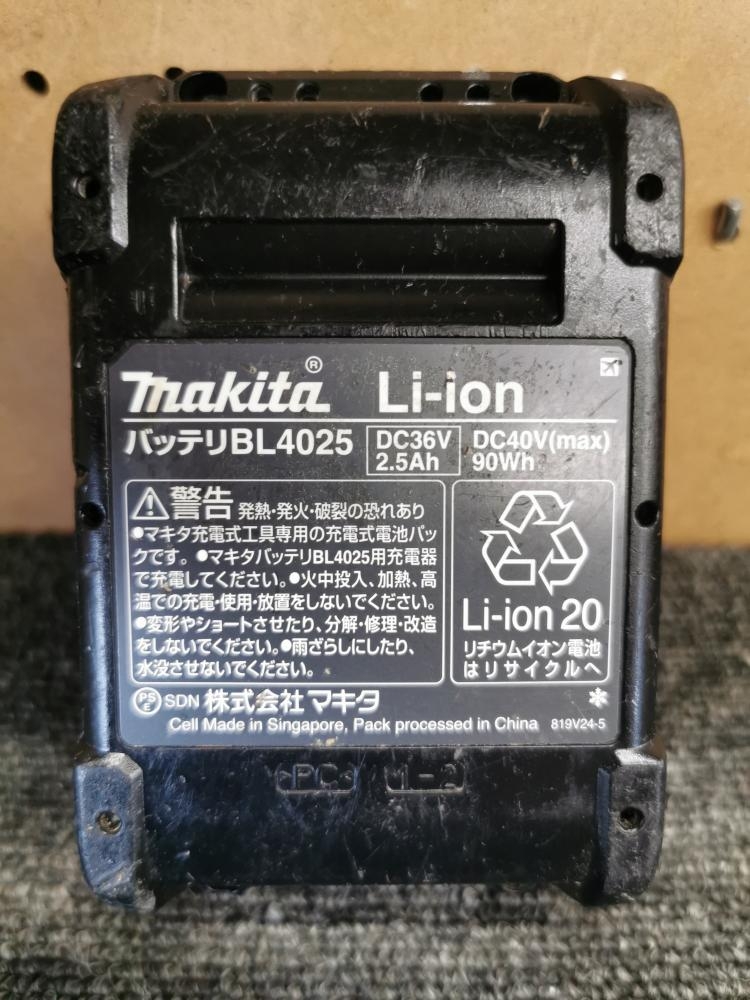 makita® Li-ion
バッテリBL4025 DC36V 2.5Ah DC40V(max) 90Wh
警告 発熱・発火・破裂の恐れあり
●マキタ充電式工具専用の充電式電池パッ
クです。●マキタバッテリBL4025用充電器
で充電してください。●火中投入、加熱、高
温での充電・使用・放置をしないでください。
●変形やショートさせたり、分解・修理・改造
をしないでください。●雨ざらしにしたり、
水没させないでください。
Li-ion 20
リチウムイオン電池
はリサイクルへ
PSE SDN 株式会社 マキタ
Cell Made in Singapore, Pack processed in China 819V24-5
>PC< 1-2